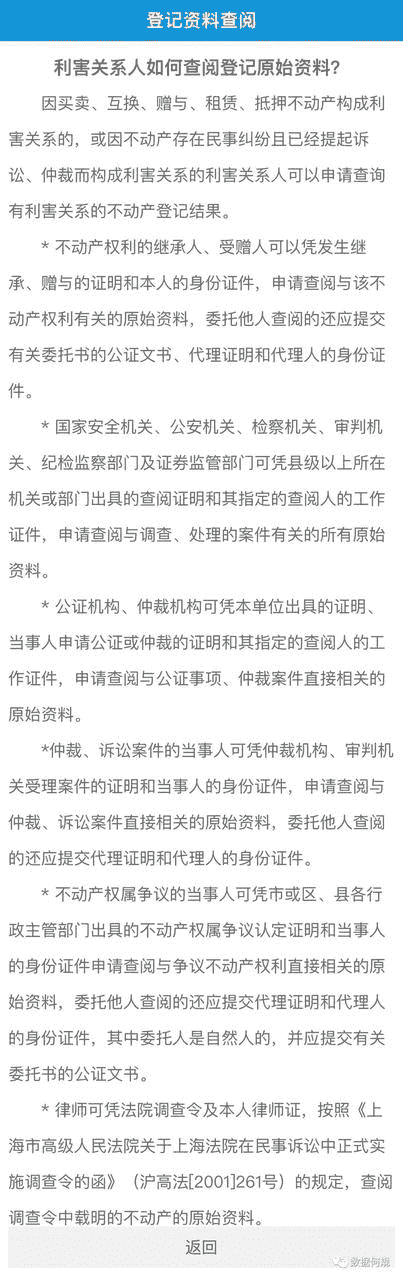 登记资料查阅
利害关系人如何查阅登记原始资料？
因买卖、互换、赠与、租赁、抵押不动产构成利
害关系的，或因不动产存在民事纠纷且已经提起诉
讼、仲裁而构成利害关系的利害关系人可以申请查询
有利害关系的不动产登记结果。
* 不动产权利的继承人、受赠人可以凭发生继
承、赠与的证明和本人的身份证件，申请查阅与该不
动产权利有关的原始资料，委托他人查阅的还应提交
有关委托书的公证文书、代理证明和代理人的身份证
件。
* 国家安全机关、公安机关、检察机关、审判机
关、纪检监察部门及证券监管部门可凭县级以上所在
机关或部门出具的查阅证明和其指定的查阅人的工作
证件，申请查阅与调查、处理的案件有关的所有原始
资料。
* 公证机构、仲裁机构可凭本单位出具的证明、
当事人申请公证或仲裁的证明和其指定的查阅人的工
作证件，申请查阅与公证事项、仲裁案件直接相关的
原始资料。
*仲裁、诉讼案件的当事人可凭仲裁机构、审判机
关受理案件的证明和当事人的身份证件，申请查阅与
仲裁、诉讼案件直接相关的原始资料，委托他人查阅
的还应提交代理证明和代理人的身份证件。
* 不动产权属争议的当事人可凭市或区、县各行
政主管部门出具的不动产权属争议认定证明和当事人
的身份证件申请查阅与争议不动产权利直接相关的原
始资料，委托他人查阅的还应提交代理证明和代理人
的身份证件，其中委托人是自然人的，并应提交有关
委托书的公证文书。
* 律师可凭法院调查令及本人律师证，按照《上
海市高级人民法院关于上海法院在民事诉讼中正式实
施调查令的函》（沪高法[2001]261号）的规定，查阅
调查令中载明的不动产的原始资料。
返回
数据何规